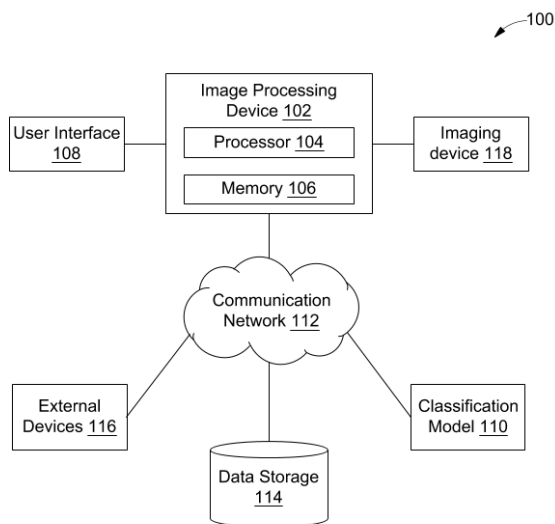 100
Image Processing
Device 102
Processor 104
Memory 106
User Interface
108
Imaging
device 118
Communication
Network 112
External
Devices 116
Classification
Model 110
Data Storage
114